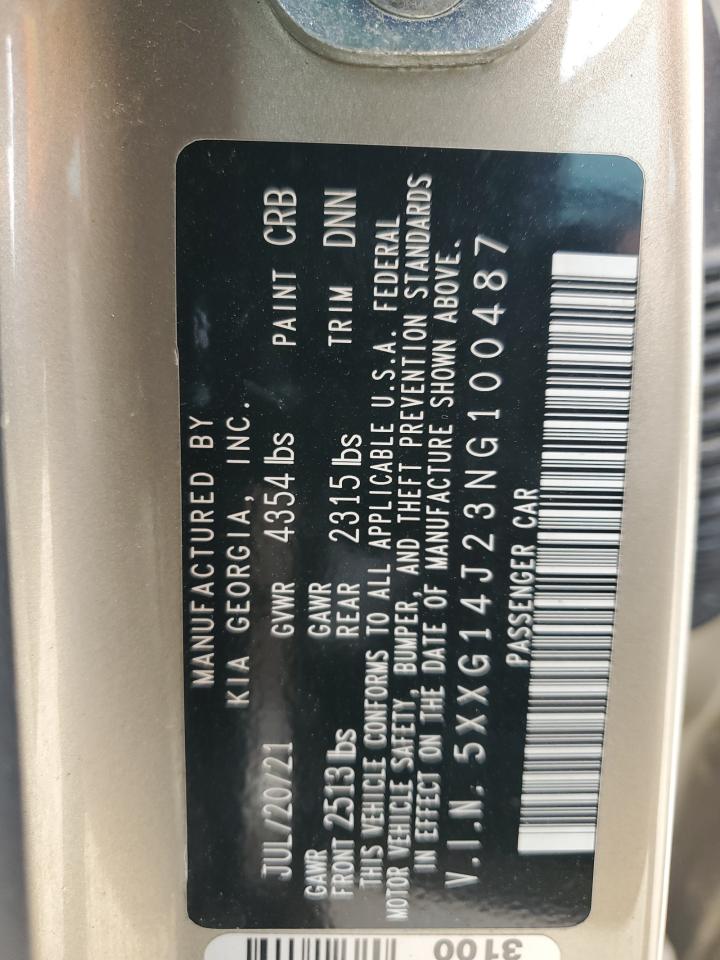 MANUFACTURED BY
KIA GEORGIA, INC.
JUL/20/21 GVWR 4354 lbs PAINT CRB
GAWR FRONT 2513 lbs GAWR REAR 2315 lbs TRIM DNN
THIS VEHICLE CONFORMS TO ALL APPLICABLE U.S.A. FEDERAL
MOTOR VEHICLE SAFETY, BUMPER, AND THEFT PREVENTION STANDARDS
IN EFFECT ON THE DATE OF MANUFACTURE SHOWN ABOVE.
V.I.N. 5XXG14J23NG100487
PASSENGER CAR
3100